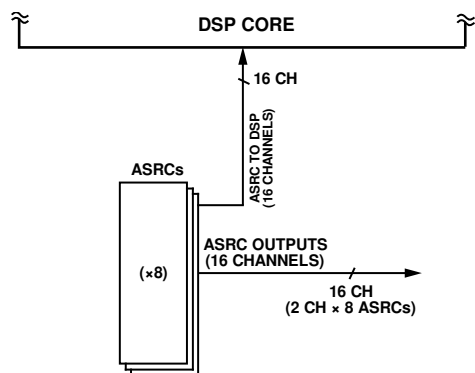 DSP CORE
16 CH
ASRC TO DSP
(16 CHANNELS)
ASRCs
(×8)
ASRC OUTPUTS
(16 CHANNELS)
16 CH
(2 CH × 8 ASRCs)